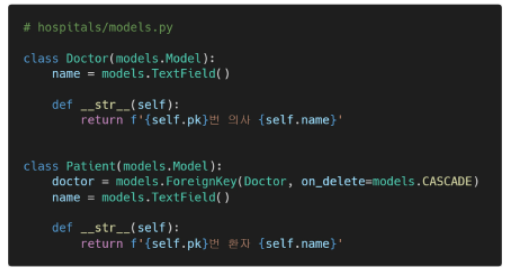 # hospitals/models.py
class Doctor(models.Model):
    name = models.TextField()
    def __str__(self):
        return f'{self.pk}번 의사 {self.name}'
class Patient(models.Model):
    doctor = models.ForeignKey(Doctor, on_delete=models.CASCADE)
    name = models.TextField()
    def __str__(self):
        return f'{self.pk}번 환자 {self.name}'